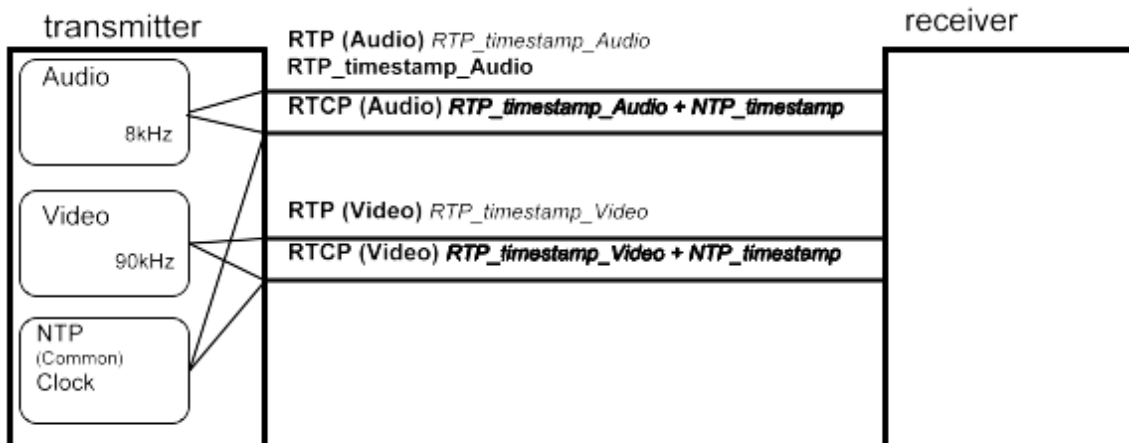 transmitter
receiver
Audio
8kHz
RTP (Audio) RTP_timestamp_Audio
RTP_timestamp_Audio
RTCP (Audio) RTP_timestamp_Audio + NTP_timestamp
Video
90kHz
RTP (Video) RTP_timestamp_Video
RTCP (Video) RTP_timestamp_Video + NTP_timestamp
NTP
(Common)
Clock